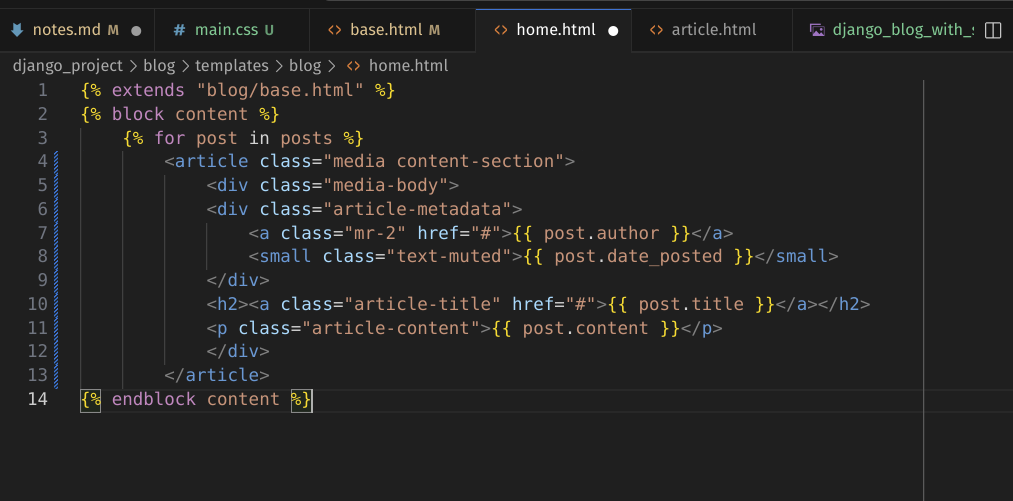 notes.md M
# main.css U
<> base.html M
<> home.html
<> article.html
django_blog_with_s
django_project > blog > templates > blog > <> home.html
1 {% extends "blog/base.html" %}
2 {% block content %}
3     {% for post in posts %}
4         <article class="media content-section">
5             <div class="media-body">
6             <div class="article-metadata">
7                 <a class="mr-2" href="#">{{ post.author }}</a>
8                 <small class="text-muted">{{ post.date_posted }}</small>
9             </div>
10             <h2><a class="article-title" href="#">{{ post.title }}</a></h2>
11             <p class="article-content">{{ post.content }}</p>
12             </div>
13         </article>
14 {% endblock content %}